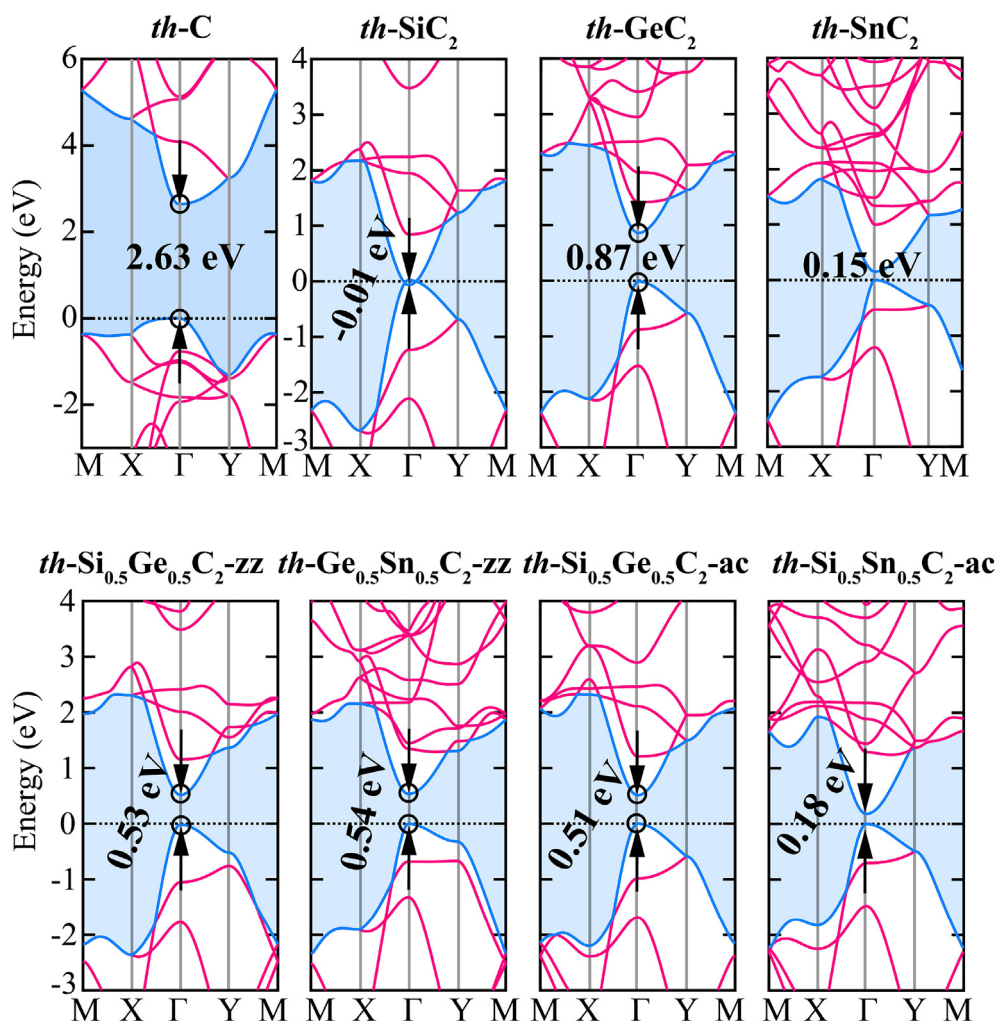 th-C th-SiC₂ th-GeC₂ th-SnC₂
Energy (eV)
6
4
2
0
-2
4
3
2
1
0
-1
-2
-3
2.63 eV
-0.01 eV
0.87 eV
0.15 eV
M X Γ Y M M X Γ Y M M X Γ Y M M X Γ Y M
th-Si₀.₅Ge₀.₅C₂-zz th-Ge₀.₅Sn₀.₅C₂-zz th-Si₀.₅Ge₀.₅C₂-ac th-Si₀.₅Sn₀.₅C₂-ac
Energy (eV)
4
3
2
1
0
-1
-2
-3
0.53 eV
0.54 eV
0.51 eV
0.18 eV
M X Γ Y M M X Γ Y M M X Γ Y M M X Γ Y M